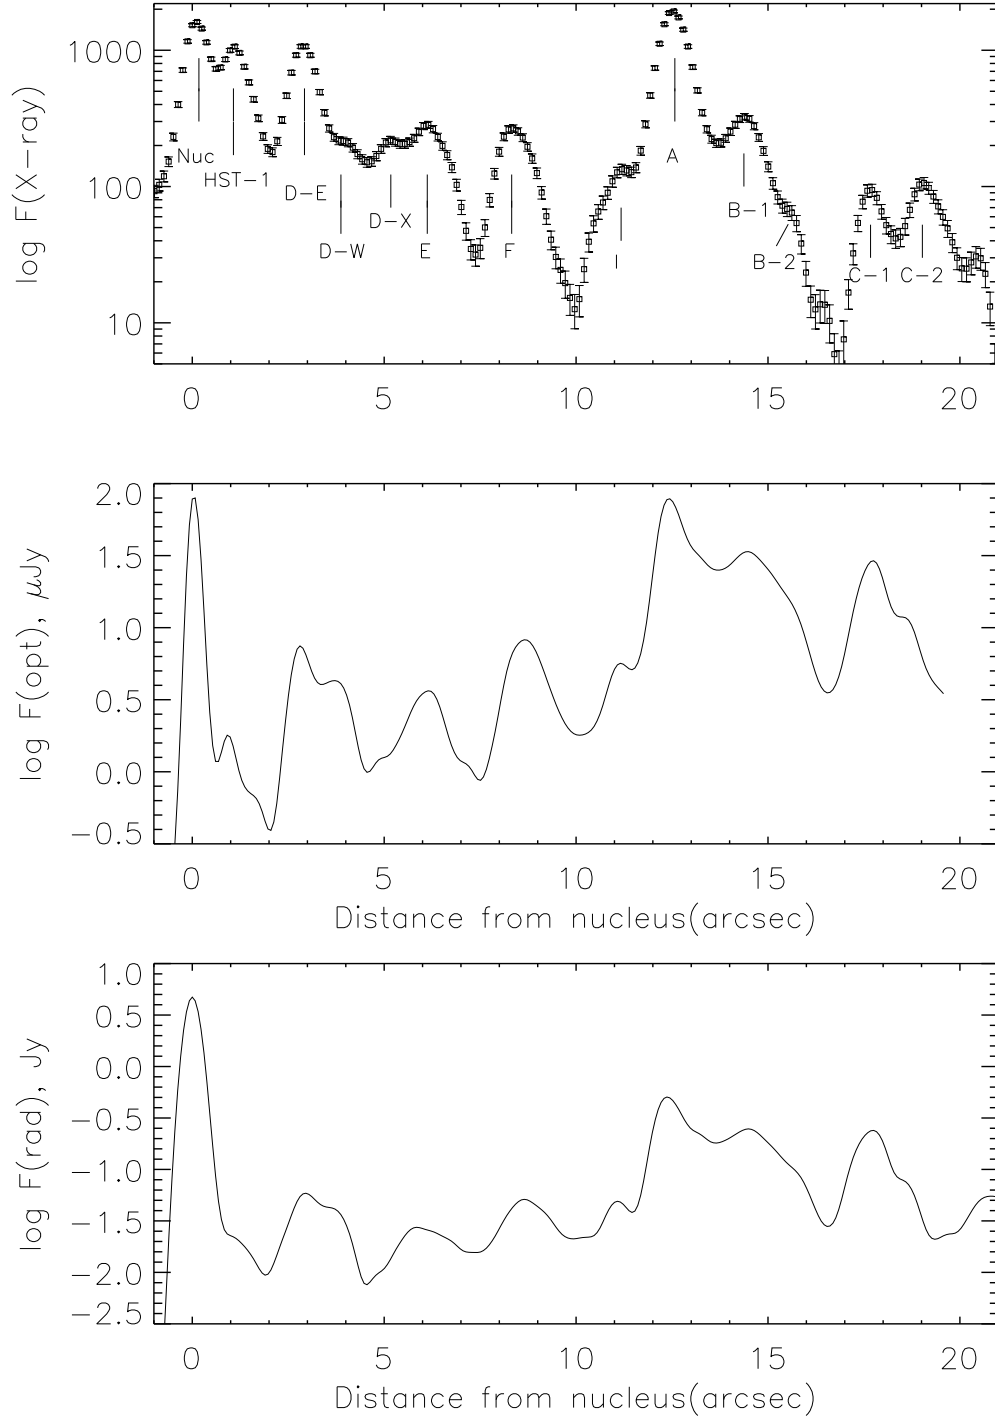 log F(X-ray)
1000
100
10
Nuc
HST-1
D-E
D-W
D-X
E
F
I
A
B-1
B-2
C-1
C-2
0 5 10 15 20
log F(opt), μJy
2.0
1.5
1.0
0.5
0.0
-0.5
0 5 10 15 20
Distance from nucleus(arcsec)
log F(rad), Jy
1.0
0.5
0.0
-0.5
-1.0
-1.5
-2.0
-2.5
0 5 10 15 20
Distance from nucleus(arcsec)